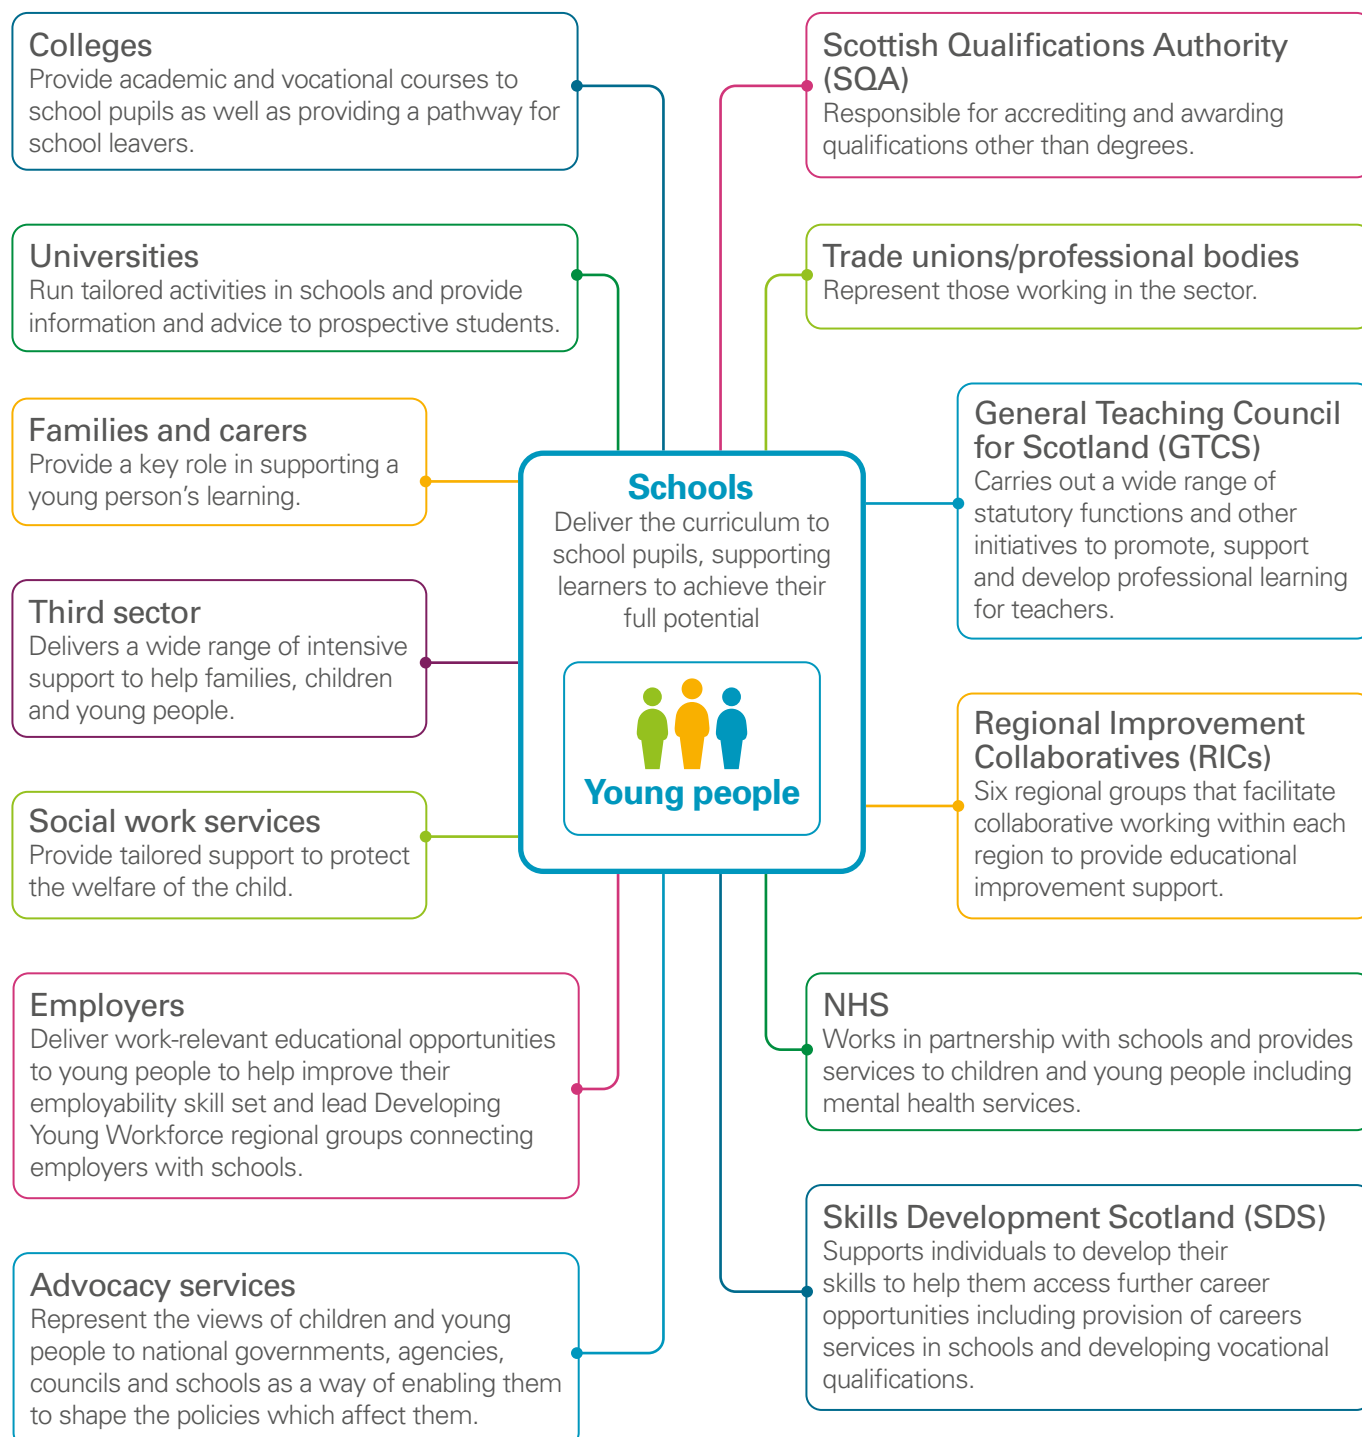 Colleges
Provide academic and vocational courses to
school pupils as well as providing a pathway for
school leavers.
Universities
Run tailored activities in schools and provide
information and advice to prospective students.
Families and carers
Provide a key role in supporting a
young person's learning.
Third sector
Delivers a wide range of intensive
support to help families, children
and young people.
Social work services
Provide tailored support to protect
the welfare of the child.
Employers
Deliver work-relevant educational opportunities
to young people to help improve their
employability skill set and lead Developing
Young Workforce regional groups connecting
employers with schools.
Advocacy services
Represent the views of children and young
people to national governments, agencies,
councils and schools as a way of enabling them
to shape the policies which affect them.
Schools
Deliver the curriculum to
school pupils, supporting
learners to achieve their
full potential
Young people
Scottish Qualifications Authority
(SQA)
Responsible for accrediting and awarding
qualifications other than degrees.
Trade unions/professional bodies
Represent those working in the sector.
General Teaching Council
for Scotland (GTCS)
Carries out a wide range of
statutory functions and other
initiatives to promote, support
and develop professional learning
for teachers.
Regional Improvement
Collaboratives (RICs)
Six regional groups that facilitate
collaborative working within each
region to provide educational
improvement support.
NHS
Works in partnership with schools and provides
services to children and young people including
mental health services.
Skills Development Scotland (SDS)
Supports individuals to develop their
skills to help them access further career
opportunities including provision of careers
services in schools and developing vocational
qualifications.